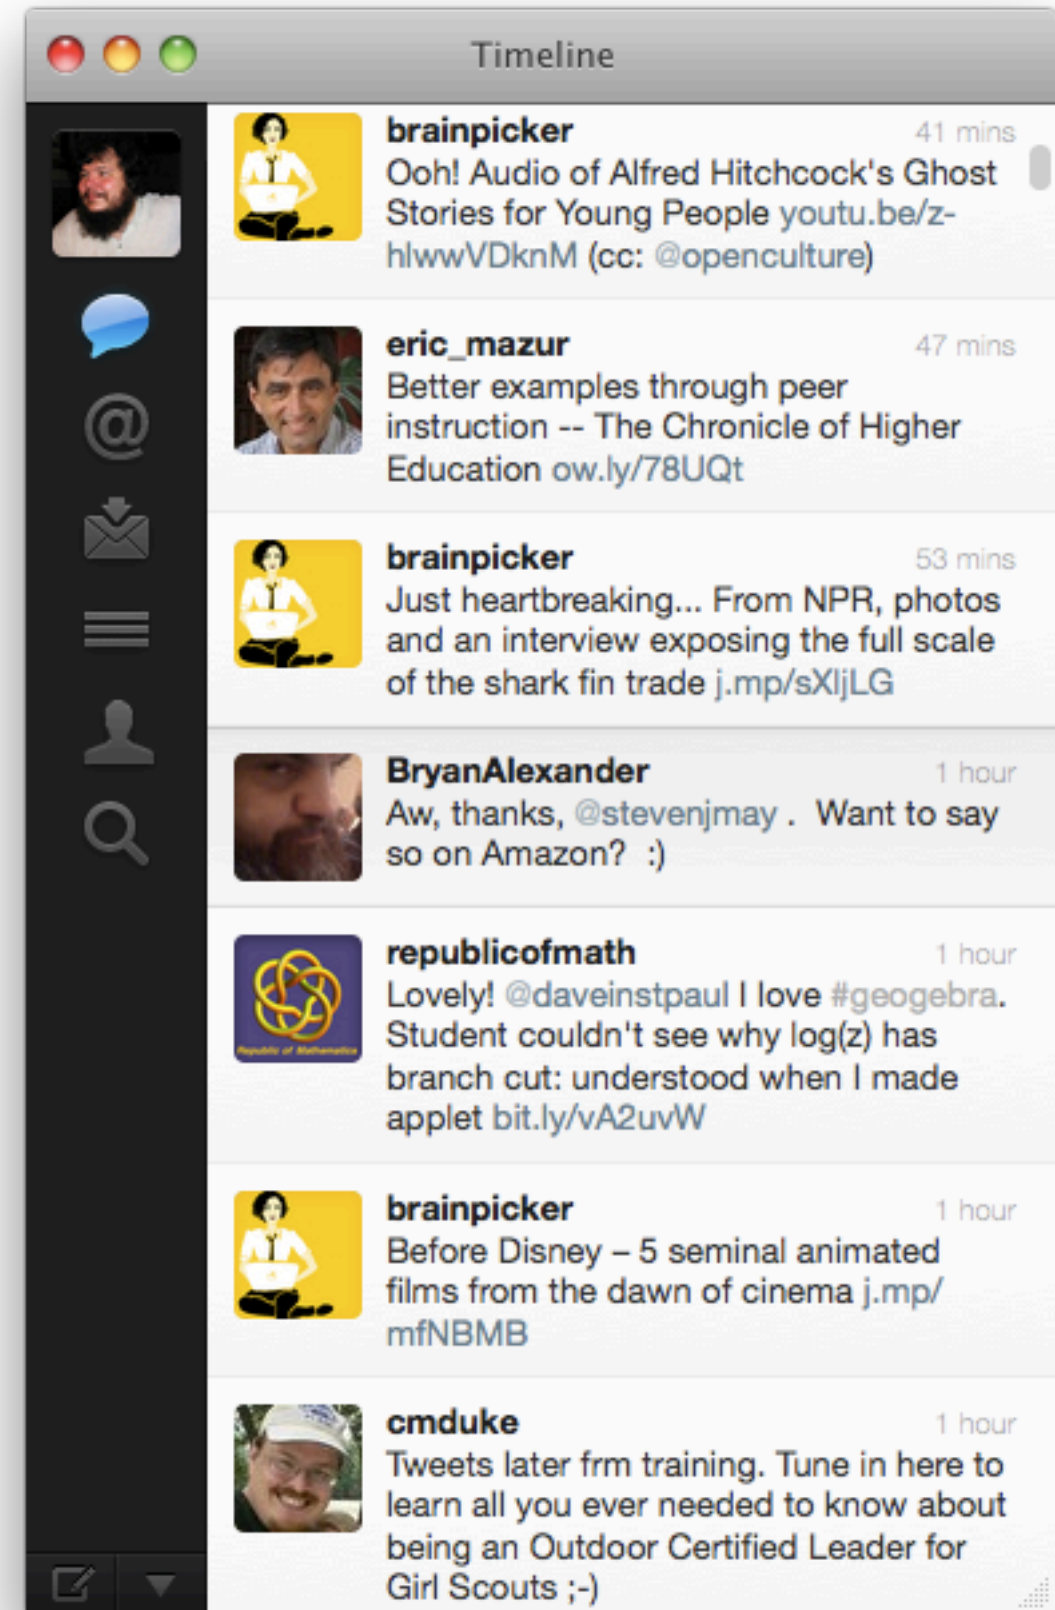 Timeline
brainpicker 41 mins
Ooh! Audio of Alfred Hitchcock's Ghost
Stories for Young People youtu.be/z-
hlwwVDknM (cc: @openculture)
eric_mazur 47 mins
Better examples through peer
instruction -- The Chronicle of Higher
Education ow.ly/78UQt
brainpicker 53 mins
Just heartbreaking... From NPR, photos
and an interview exposing the full scale
of the shark fin trade j.mp/sXljLG
BryanAlexander 1 hour
Aw, thanks, @stevenjmay .  Want to say
so on Amazon?  :)
republicofmath 1 hour
Lovely! @daveinstpaul I love #geogebra.
Student couldn't see why log(z) has
branch cut: understood when I made
applet bit.ly/vA2uvW
Republic of Mathematics
brainpicker 1 hour
Before Disney – 5 seminal animated
films from the dawn of cinema j.mp/
mfNBMB
cmduke 1 hour
Tweets later frm training. Tune in here to
learn all you ever needed to know about
being an Outdoor Certified Leader for
Girl Scouts ;-)